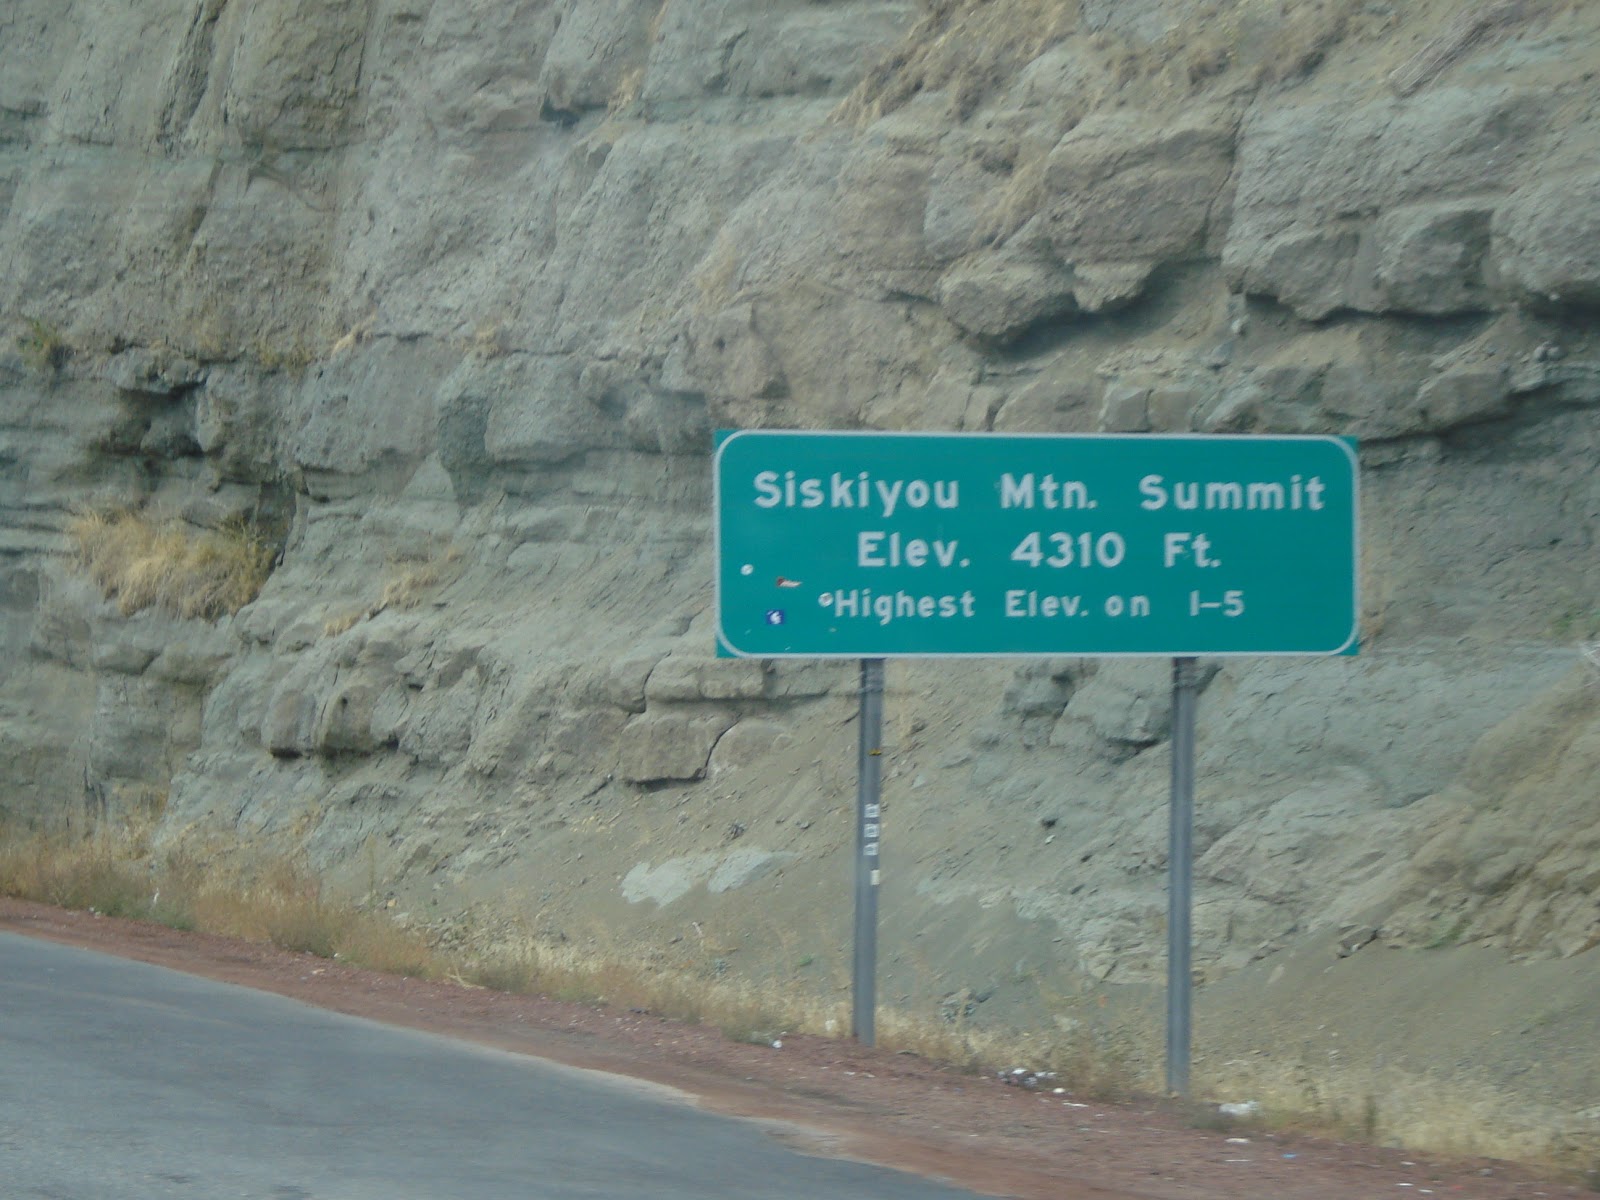 Siskiyou Mtn. Summit
Elev. 4310 Ft.
Highest Elev. on I-5